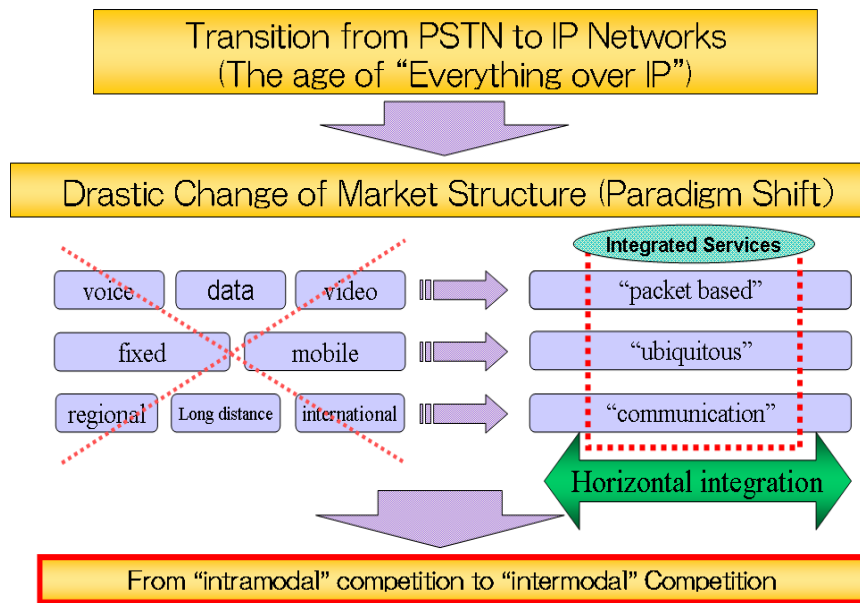 Transition from PSTN to IP Networks
(The age of “Everything over IP”)
Drastic Change of Market Structure (Paradigm Shift)
Integrated Services
voice data video “packet based”
fixed mobile “ubiquitous”
regional Long distance international “communication”
Horizontal integration
From “intramodal” competition to “intermodal” Competition